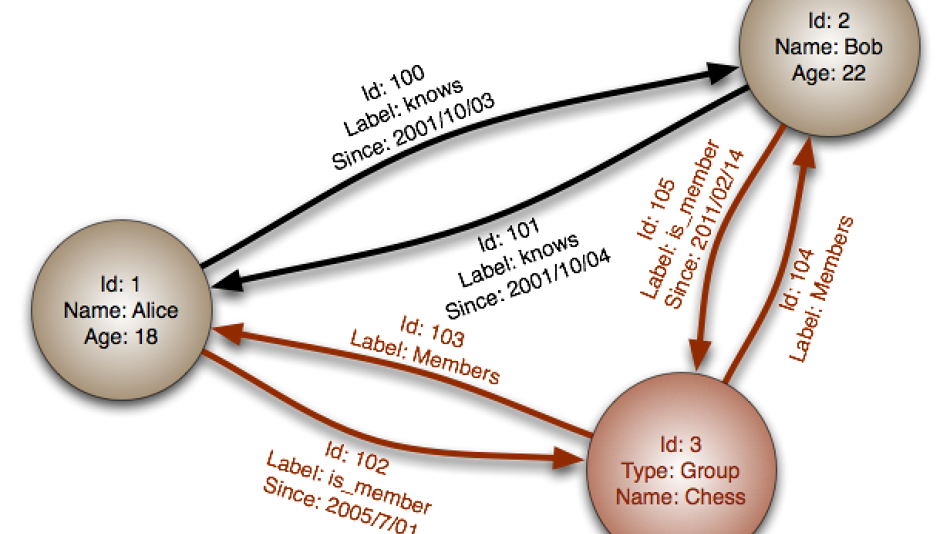 Id: 2
Name: Bob
Age: 22
Id: 100
Label: knows
Since: 2001/10/03
Id: 101
Label: knows
Since: 2001/10/04
Id: 105
Label: is_member
Since: 2011/02/14
Id: 104
Label: Members
Id: 1
Name: Alice
Age: 18
Id: 103
Label: Members
Id: 102
Label: is_member
Since: 2005/7/01
Id: 3
Type: Group
Name: Chess